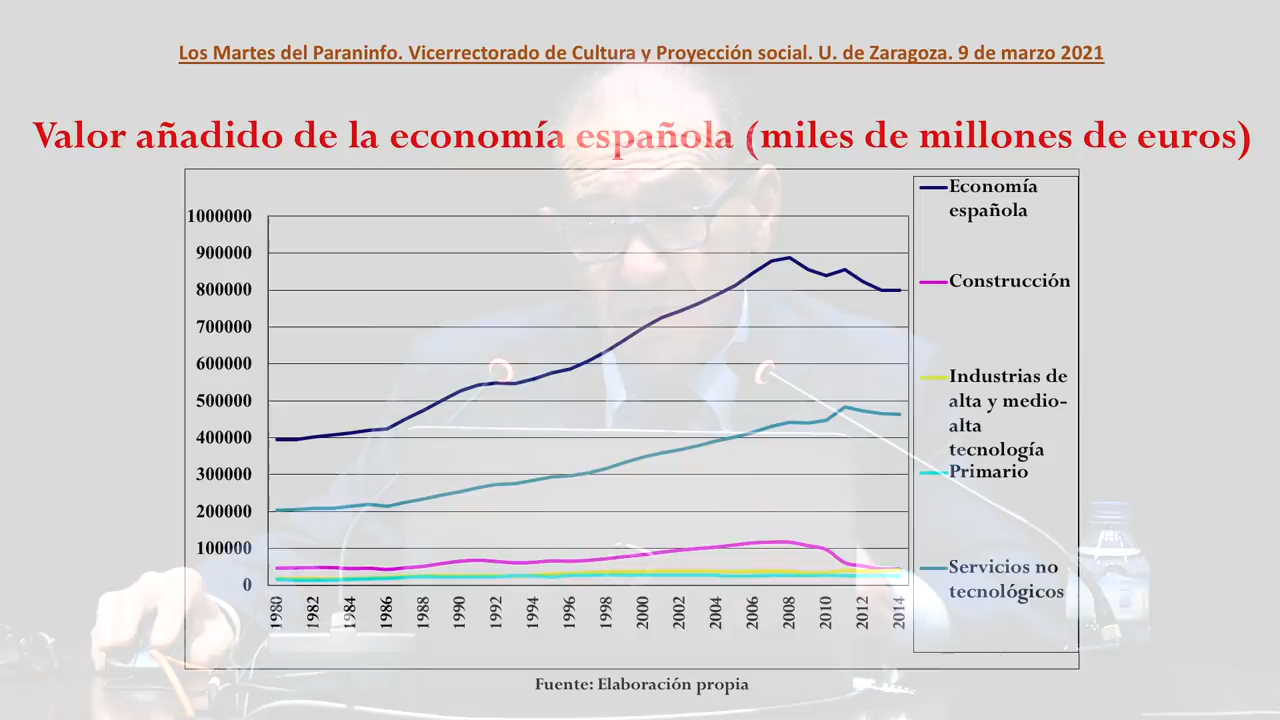 Los Martes del Paraninfo. Vicerrectorado de Cultura y Proyección social. U. de Zaragoza. 9 de marzo 2021
Valor añadido de la economía española (miles de millones de euros)
1000000
900000
800000
700000
600000
500000
400000
300000
200000
100000
0
1980
1982
1984
1986
1988
1990
1992
1994
1996
1998
2000
2002
2004
2006
2008
2010
2012
2014
Economía
española
Construcción
Industrias de
alta y medio-
alta
tecnología
Primario
Servicios no
tecnológicos
Fuente: Elaboración propia